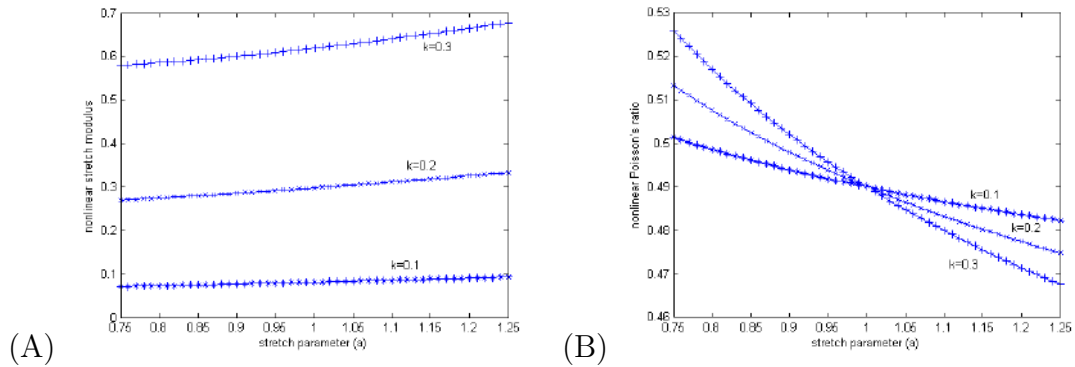 0.7
0.6
0.5
0.4
0.3
0.2
0.1
0
nonlinear stretch modulus
k=0.3
k=0.2
k=0.1
0.75 0.8 0.85 0.9 0.95 1 1.05 1.1 1.15 1.2 1.25
stretch parameter (a)
(A)
0.53
0.52
0.51
0.5
0.49
0.48
0.47
0.46
nonlinear Poisson's ratio
k=0.1
k=0.2
k=0.3
0.75 0.8 0.85 0.9 0.95 1 1.05 1.1 1.15 1.2 1.25
stretch parameter (a)
(B)